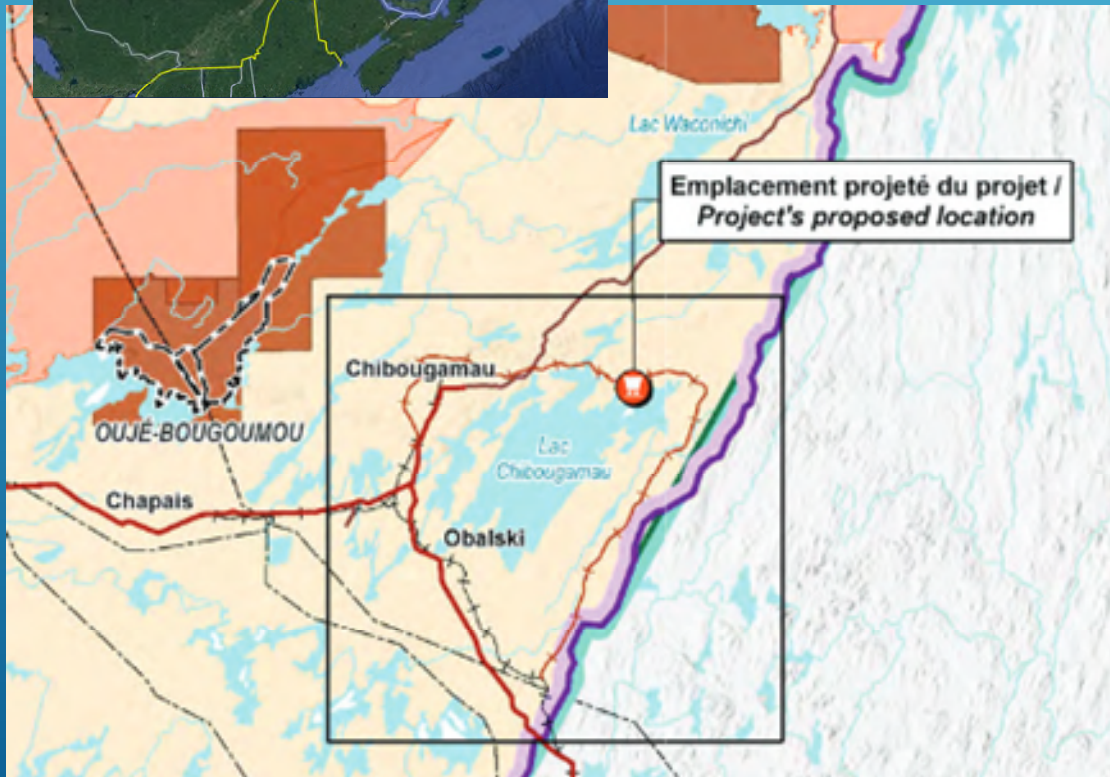 Lac Waconichi
Emplacement projeté du projet /
Project's proposed location
Chibougamau
OUJÉ-BOUGOUMOU
Lac
Chibougamau
Chapais
Obalski